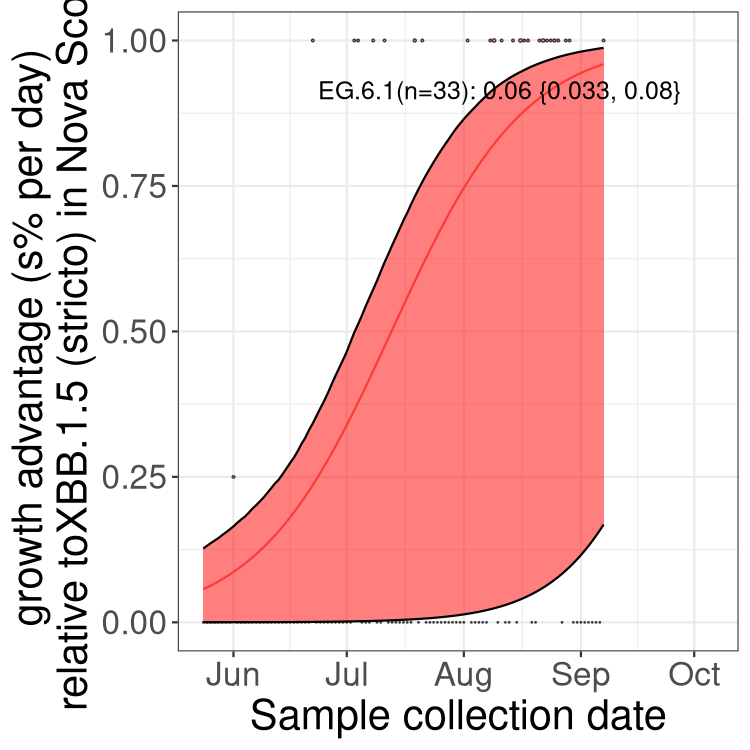 growth advantage (s% per day)
relative toXBB.1.5 (stricto) in Nova Sco
1.00
0.75
0.50
0.25
0.00
EG.6.1(n=33): 0.06 {0.033, 0.08}
Jun Jul Aug Sep Oct
Sample collection date